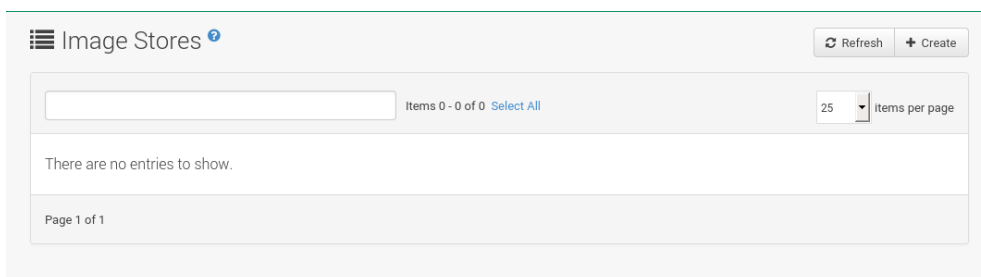 Image Stores ?
Refresh + Create
Items 0 - 0 of 0 Select All 25 items per page
There are no entries to show.
Page 1 of 1